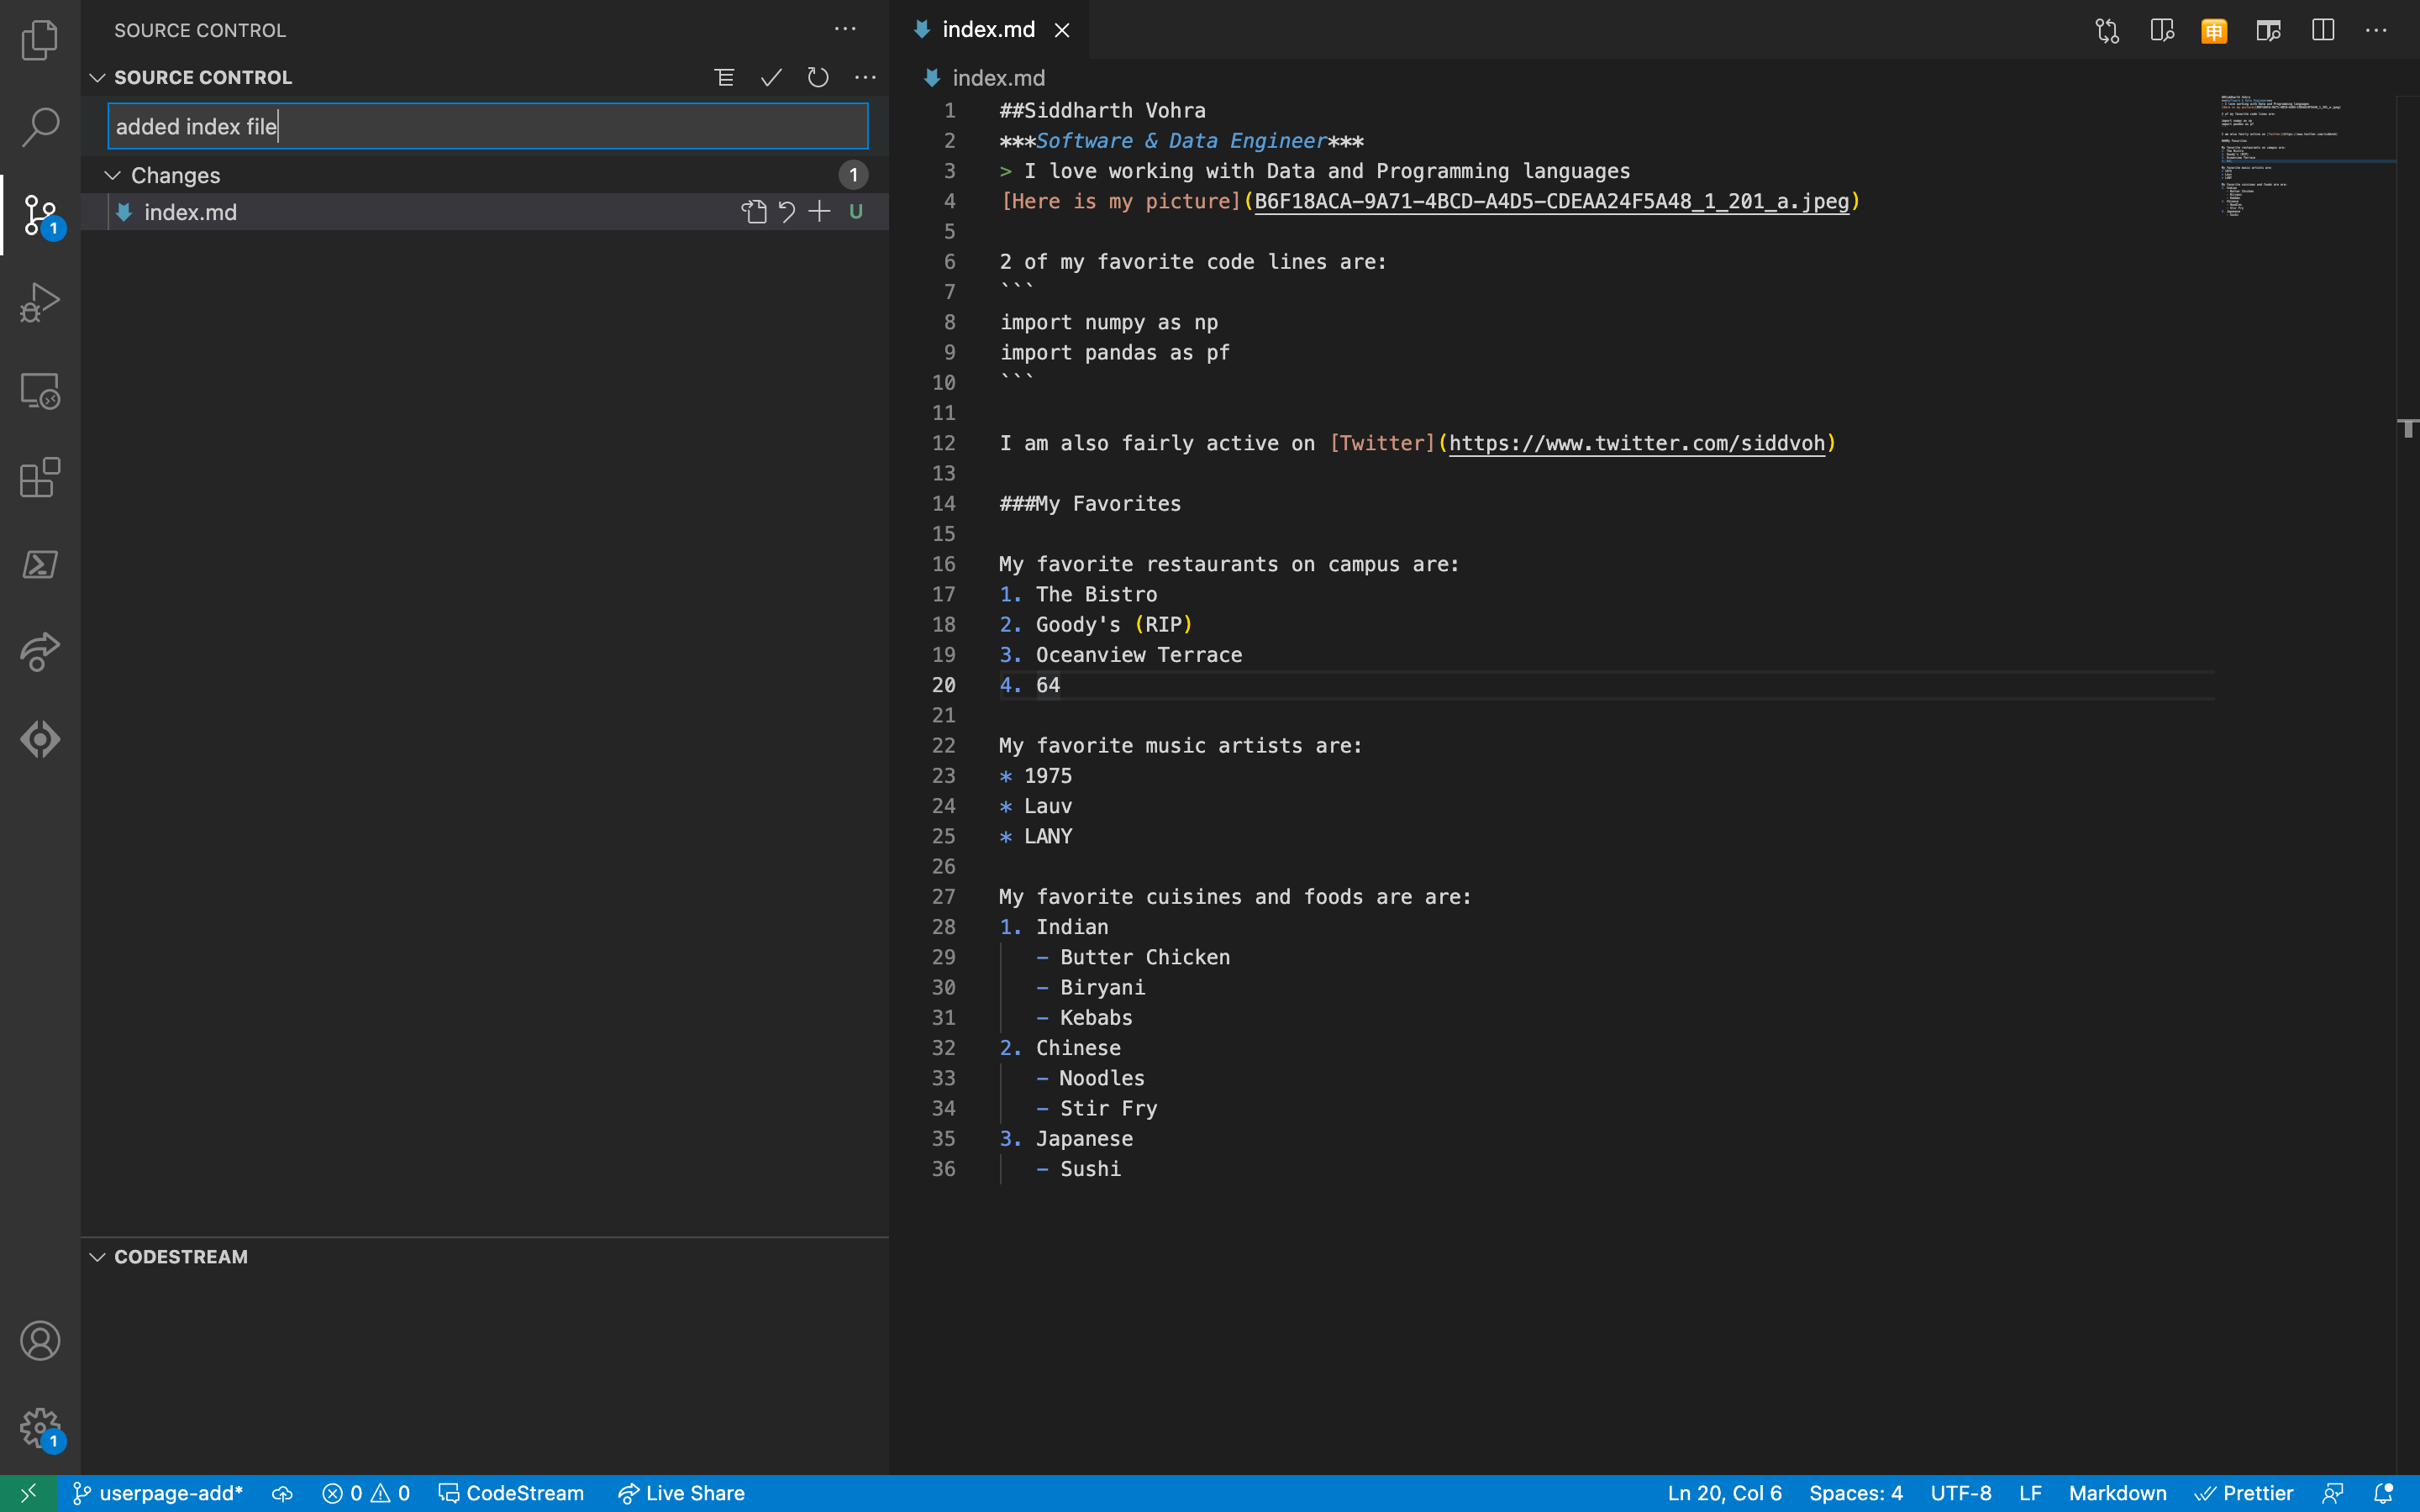 SOURCE CONTROL
SOURCE CONTROL
added index file
Changes 1
index.md U
1
1
CODESTREAM
index.md
index.md
1 ##Siddharth Vohra
2 ***Software & Data Engineer***
3 > I love working with Data and Programming languages
4 [Here is my picture](B6F18ACA-9A71-4BCD-A4D5-CDEAA24F5A48_1_201_a.jpeg)
5
6 2 of my favorite code lines are:
7 ```
8 import numpy as np
9 import pandas as pf
10 ```
11
12 I am also fairly active on [Twitter](https://www.twitter.com/siddvoh)
13
14 ###My Favorites
15
16 My favorite restaurants on campus are:
17 1. The Bistro
18 2. Goody's (RIP)
19 3. Oceanview Terrace
20 4. 64
21
22 My favorite music artists are:
23 * 1975
24 * Lauv
25 * LANY
26
27 My favorite cuisines and foods are are:
28 1. Indian
29 - Butter Chicken
30 - Biryani
31 - Kebabs
32 2. Chinese
33 - Noodles
34 - Stir Fry
35 3. Japanese
36 - Sushi
申
userpage-add* 0 0 CodeStream Live Share Ln 20, Col 6 Spaces: 4 UTF-8 LF Markdown Prettier